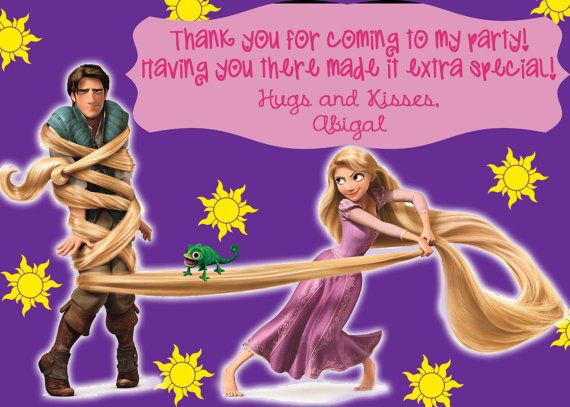 Thank you for coming to my party!
Having you there made it extra special!
Hugs and Kisses,
Abigal